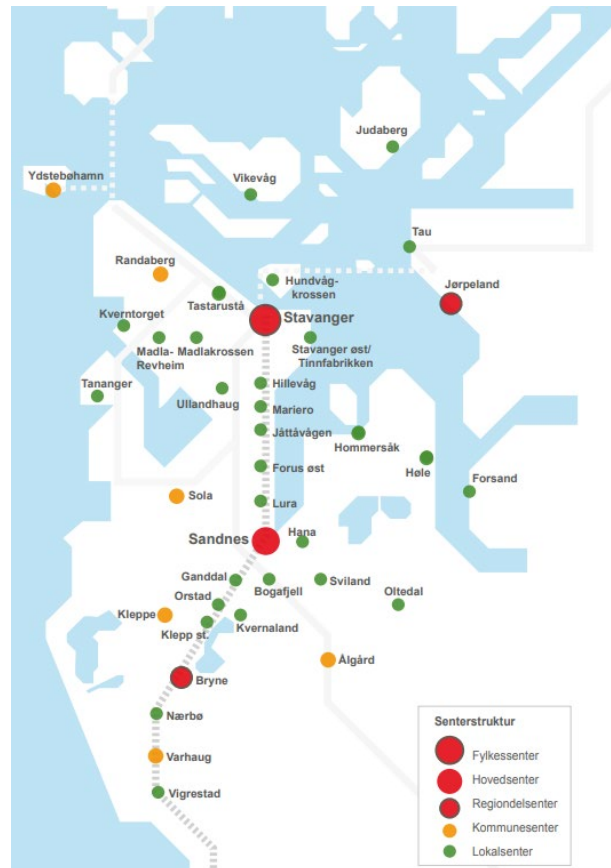 Judaberg
Ydstebøhamn
Vikevåg
Tau
Randaberg
Hundvåg-
krossen
Jørpeland
Tastarustå
Kverntorget
Stavanger
Madla-
Revheim
Madlakrossen
Stavanger øst/
Tinnfabrikken
Tananger
Ullandhaug
Hillevåg
Mariero
Jåttåvågen
Hommersåk
Forus øst
Høle
Forsand
Sola
Lura
Sandnes
Hana
Ganddal
Bogafjell
Sviland
Oltedal
Orstad
Kleppe
Klepp st.
Kvernaland
Ålgård
Bryne
Nærbø
Varhaug
Vigrestad
Senterstruktur
Fylkessenter
Hovedsenter
Regiondelsenter
Kommunesenter
Lokalsenter